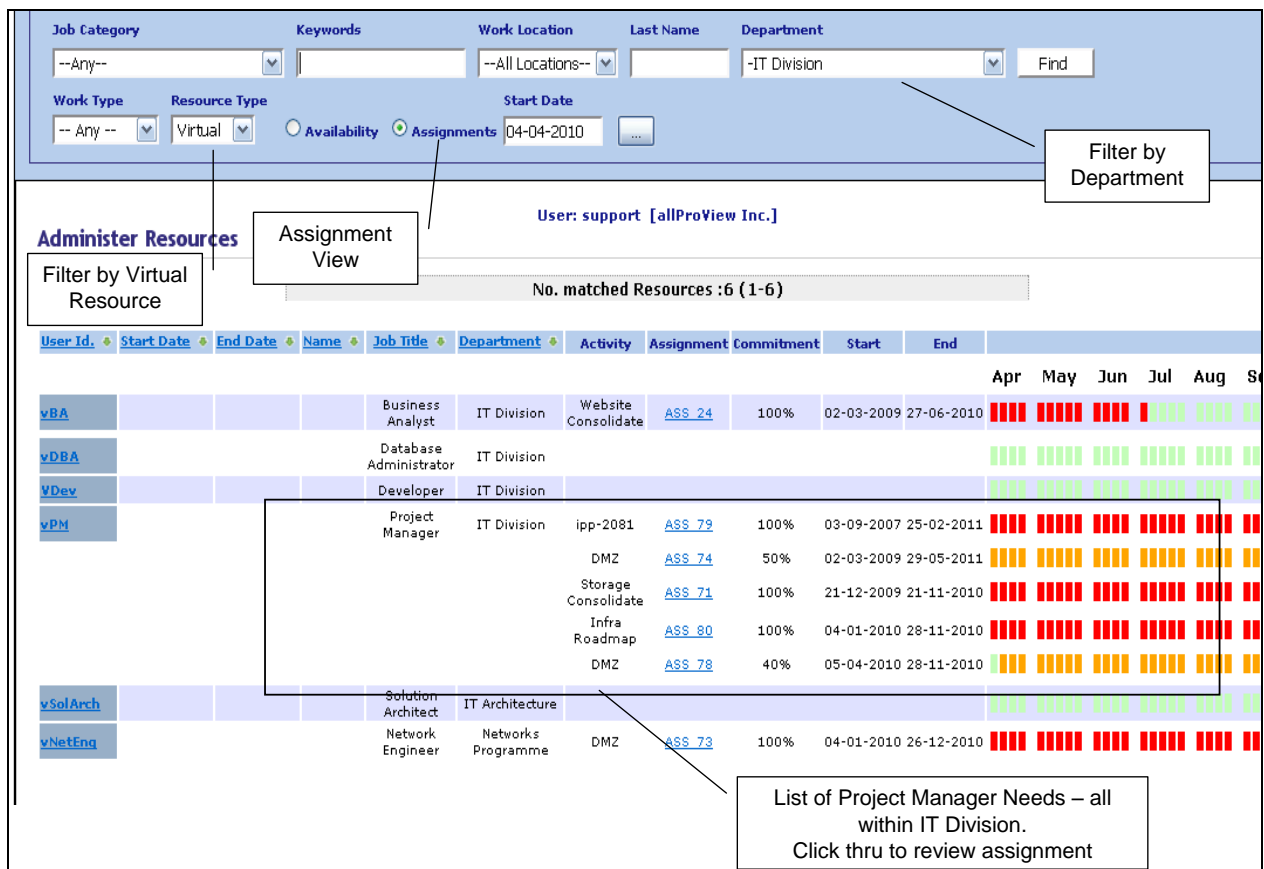 Job Category Keywords Work Location Last Name Department
--Any-- --All Locations-- -IT Division Find
Work Type Resource Type Start Date
-- Any -- Virtual Availability Assignments 04-04-2010 ...
Filter by
Department
User: support [allProView Inc.]
Administer Resources
Assignment
View
Filter by Virtual
Resource
No. matched Resources :6 (1-6)
User Id. Start Date End Date Name Job Title Department Activity Assignment Commitment Start End
Apr May Jun Jul Aug
vBA Business Analyst IT Division Website Consolidate ASS 24 100% 02-03-2009 27-06-2010
vDBA Database Administrator IT Division
VDev Developer IT Division
vPM Project Manager IT Division ipp-2081 ASS 79 100% 03-09-2007 25-02-2011
DMZ ASS 74 50% 02-03-2009 29-05-2011
Storage Consolidate ASS 71 100% 21-12-2009 21-11-2010
Infra Roadmap ASS 80 100% 04-01-2010 28-11-2010
DMZ ASS 78 40% 05-04-2010 28-11-2010
vSolArch Solution Architect IT Architecture
vNetEng Network Engineer Networks Programme DMZ ASS 73 100% 04-01-2010 26-12-2010
List of Project Manager Needs – all
within IT Division.
Click thru to review assignment